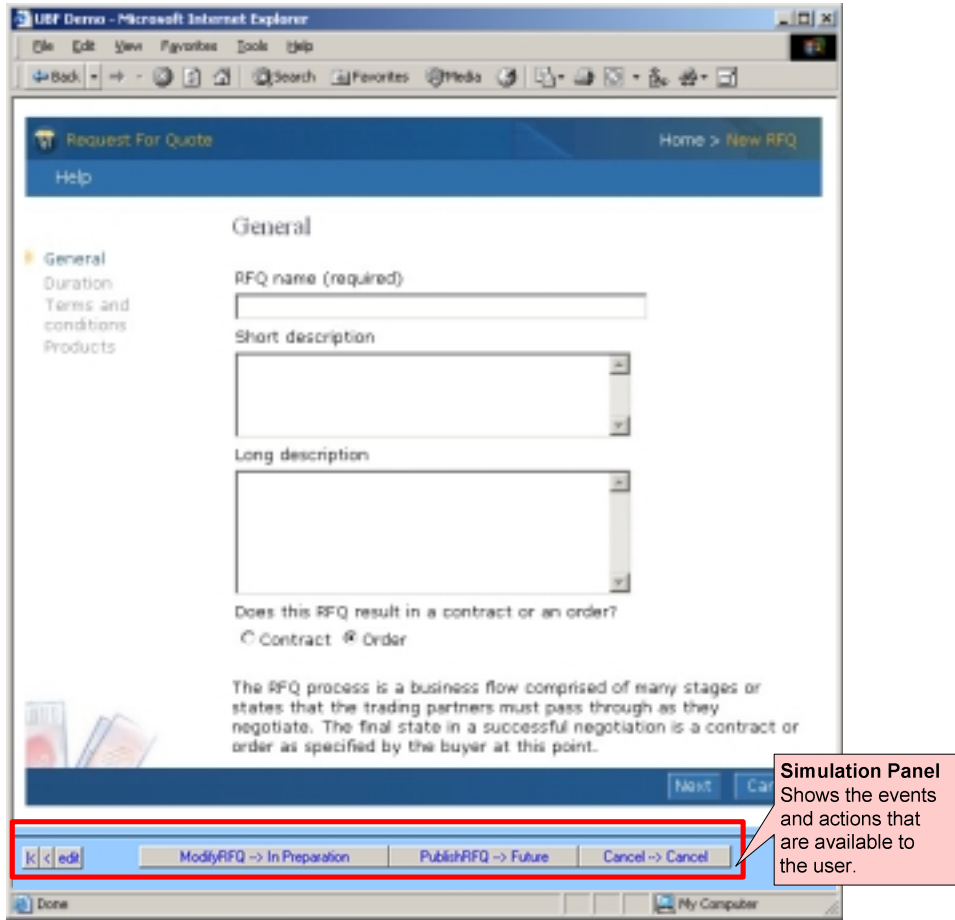 UBF Demo - Microsoft Internet Explorer
File Edit View Favorites Tools Help
Back Search Favorites Media
Request For Quote Home > New RFQ
Help
General
General
Duration
Terms and
conditions
Products
RFQ name (required)
Short description
Long description
Does this RFQ result in a contract or an order?
Contract Order
The RFQ process is a business flow comprised of many stages or
states that the trading partners must pass through as they
negotiate. The final state in a successful negotiation is a contract or
order as specified by the buyer at this point.
Next Can
Simulation Panel
Shows the events
and actions that
are available to
the user.
|< < edit ModifyRFQ --> In Preparation PublishRFQ --> Future Cancel --> Cancel
Done My Computer